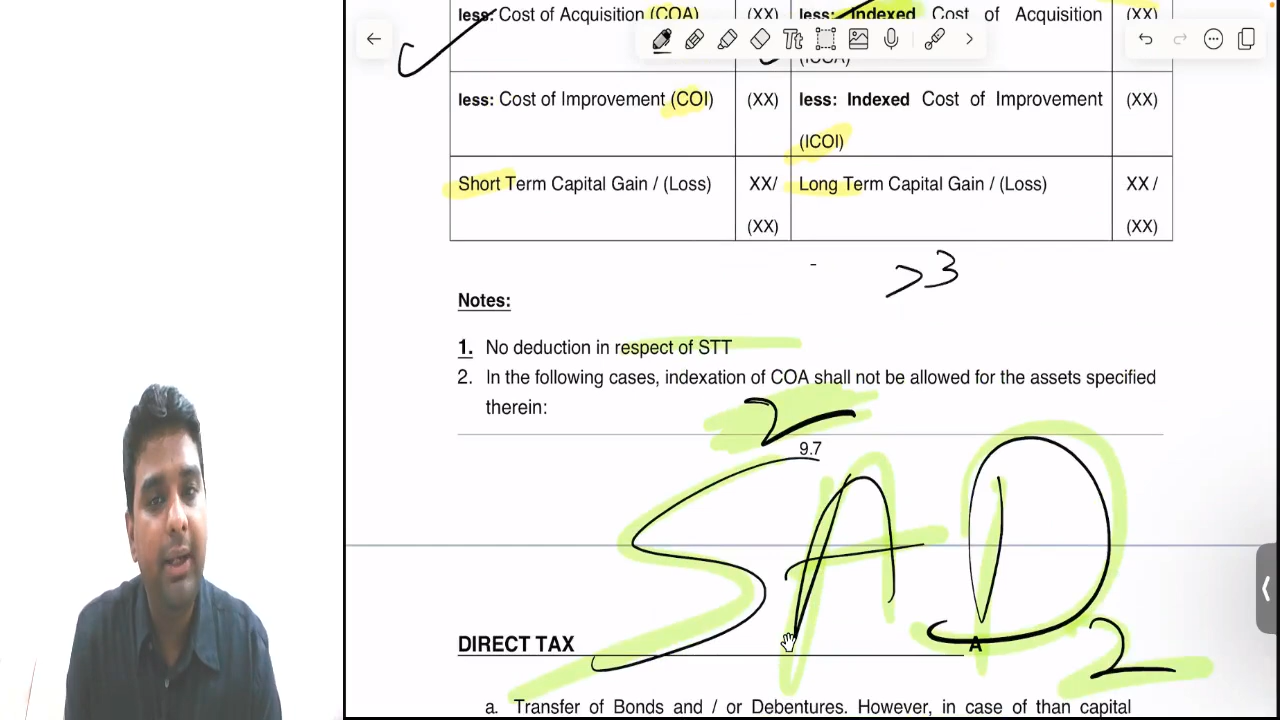 less: Cost of Acquisition (COA) (XX) less: Indexed Cost of Acquisition (XX)
(ICOA)
less: Cost of Improvement (COI) (XX) less: Indexed Cost of Improvement (XX)
(ICOI)
Short Term Capital Gain / (Loss) XX/ Long Term Capital Gain / (Loss) XX /
(XX) (XX)
>3
Notes:
1. No deduction in respect of STT
2. In the following cases, indexation of COA shall not be allowed for the assets specified
therein:
2
9.7
SAD
2
DIRECT TAX A
a. Transfer of Bonds and / or Debentures. However, in case of than capital